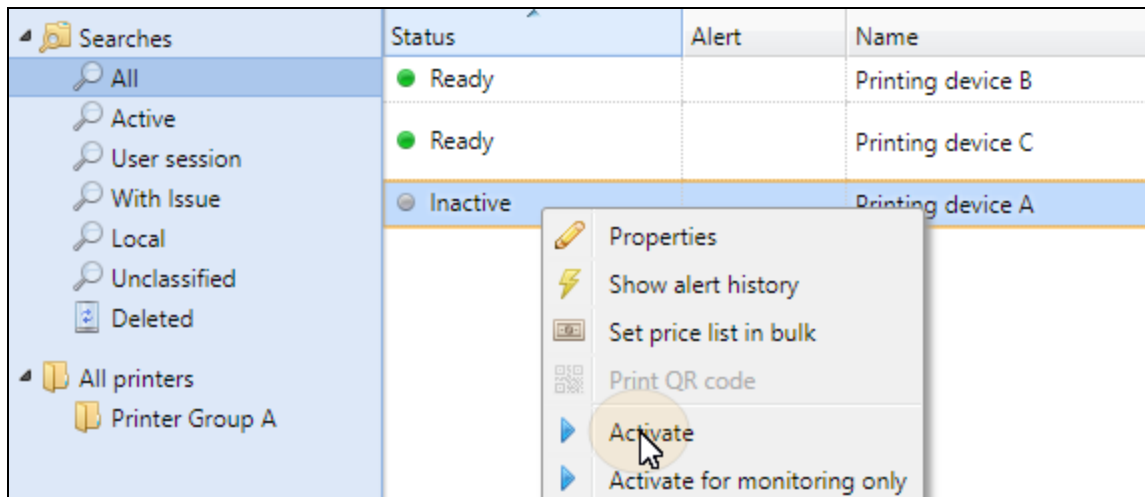 Searches
All
Active
User session
With Issue
Local
Unclassified
Deleted
All printers
Printer Group A
Status Alert Name
Ready Printing device B
Ready Printing device C
Inactive Printing device A
Properties
Show alert history
Set price list in bulk
Print QR code
Activate
Activate for monitoring only